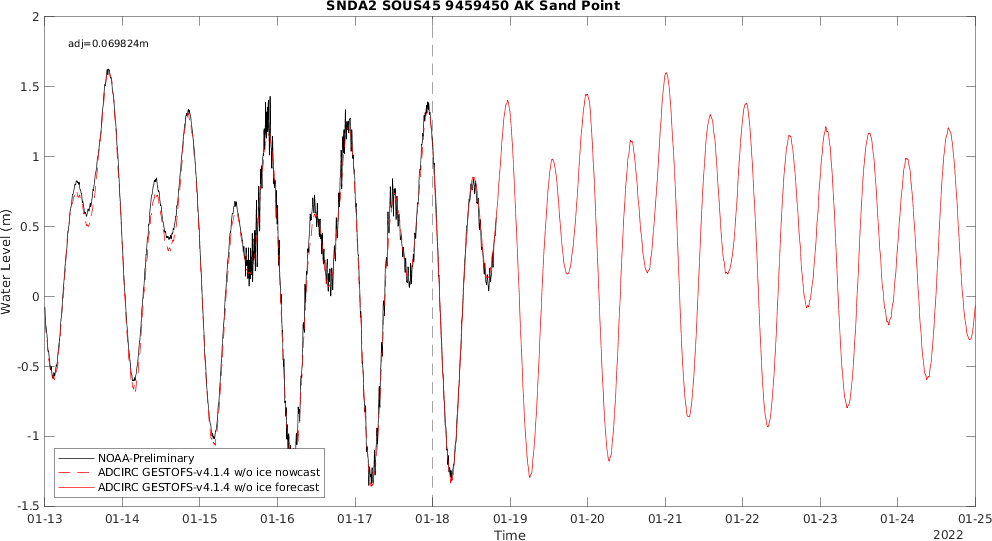 SNDA2 SOUS45 9459450 AK Sand Point
adj=0.069824m
2
1.5
1
0.5
0
-0.5
-1
-1.5
Water Level (m)
NOAA-Preliminary
ADCIRC GESTOFS-v4.1.4 w/o ice nowcast
ADCIRC GESTOFS-v4.1.4 w/o ice forecast
01-13 01-14 01-15 01-16 01-17 01-18 01-19 01-20 01-21 01-22 01-23 01-24 01-25
Time
2022